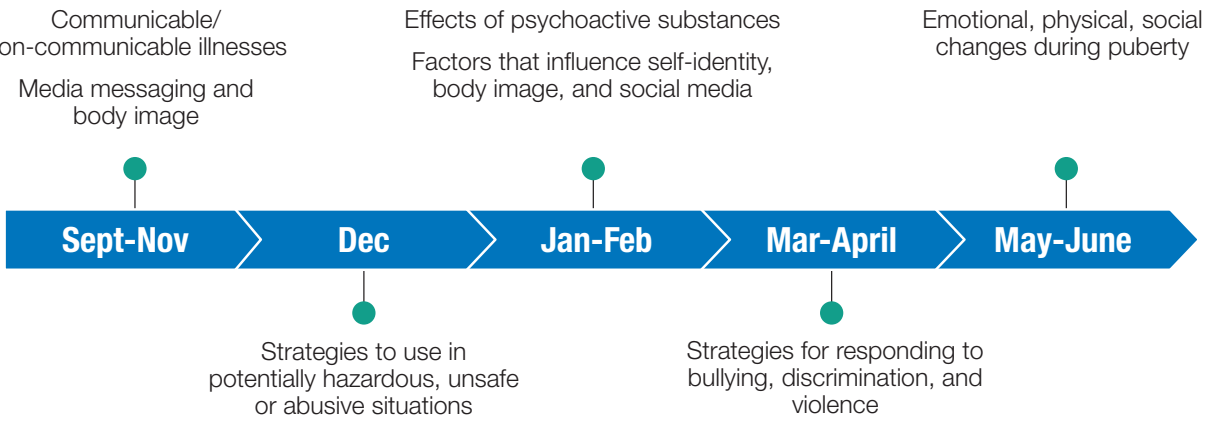 Communicable/
on-communicable illnesses
Media messaging and
body image
Effects of psychoactive substances
Factors that influence self-identity,
body image, and social media
Emotional, physical, social
changes during puberty
Sept-Nov
Dec
Jan-Feb
Mar-April
May-June
Strategies to use in
potentially hazardous, unsafe
or abusive situations
Strategies for responding to
bullying, discrimination, and
violence